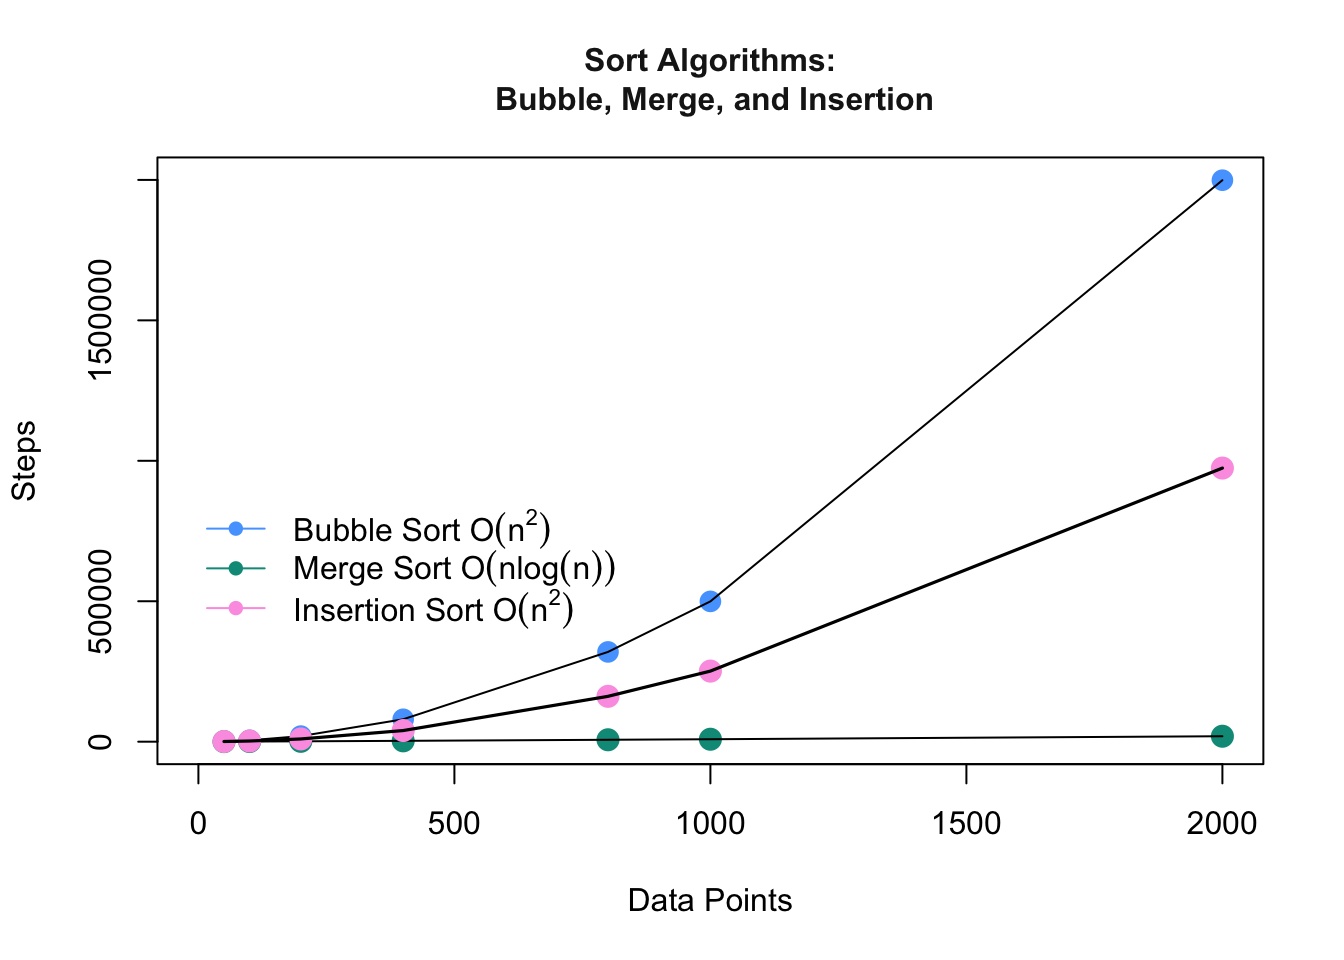 Sort Algorithms:
Bubble, Merge, and Insertion
Steps
1500000
500000
0
Bubble Sort O(n²)
Merge Sort O(nlog(n))
Insertion Sort O(n²)
0 500 1000 1500 2000
Data Points